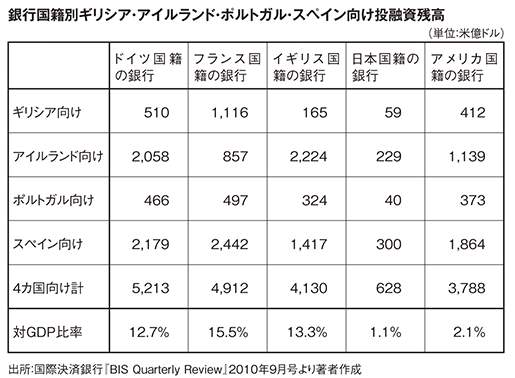 銀行国籍別ギリシア・アイルランド・ポルトガル・スペイン向け投融資残高
（単位：米億ドル）
ドイツ国籍の銀行 フランス国籍の銀行 イギリス国籍の銀行 日本国籍の銀行 アメリカ国籍の銀行
ギリシア向け 510 1,116 165 59 412
アイルランド向け 2,058 857 2,224 229 1,139
ポルトガル向け 466 497 324 40 373
スペイン向け 2,179 2,442 1,417 300 1,864
4カ国向け計 5,213 4,912 4,130 628 3,788
対GDP比率 12.7% 15.5% 13.3% 1.1% 2.1%
出所：国際決済銀行『BIS Quarterly Review』2010年9月号より著者作成